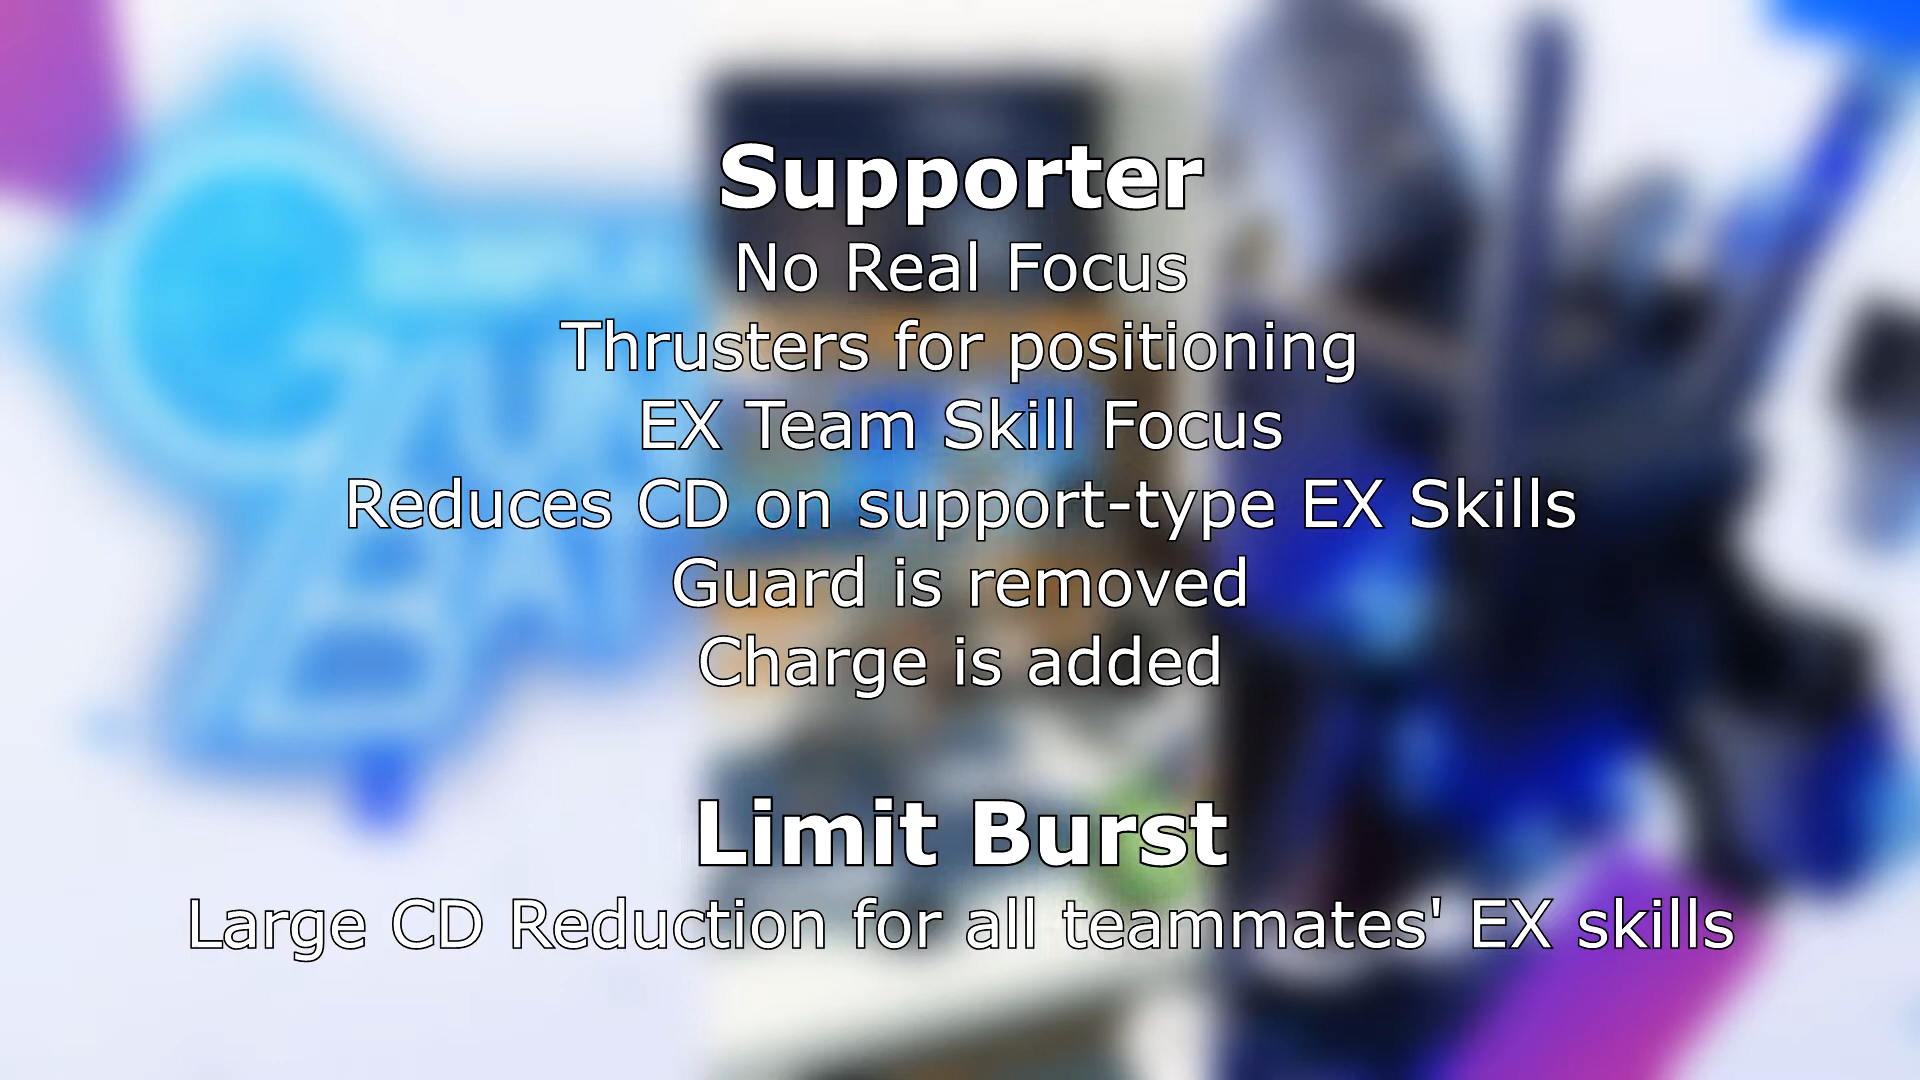 Supporter
No Real Focus
Thrusters for positioning
EX Team Skill Focus
Reduces CD on support-type EX Skills
Guard is removed
Charge is added
Limit Burst
Large CD Reduction for all teammates' EX skills